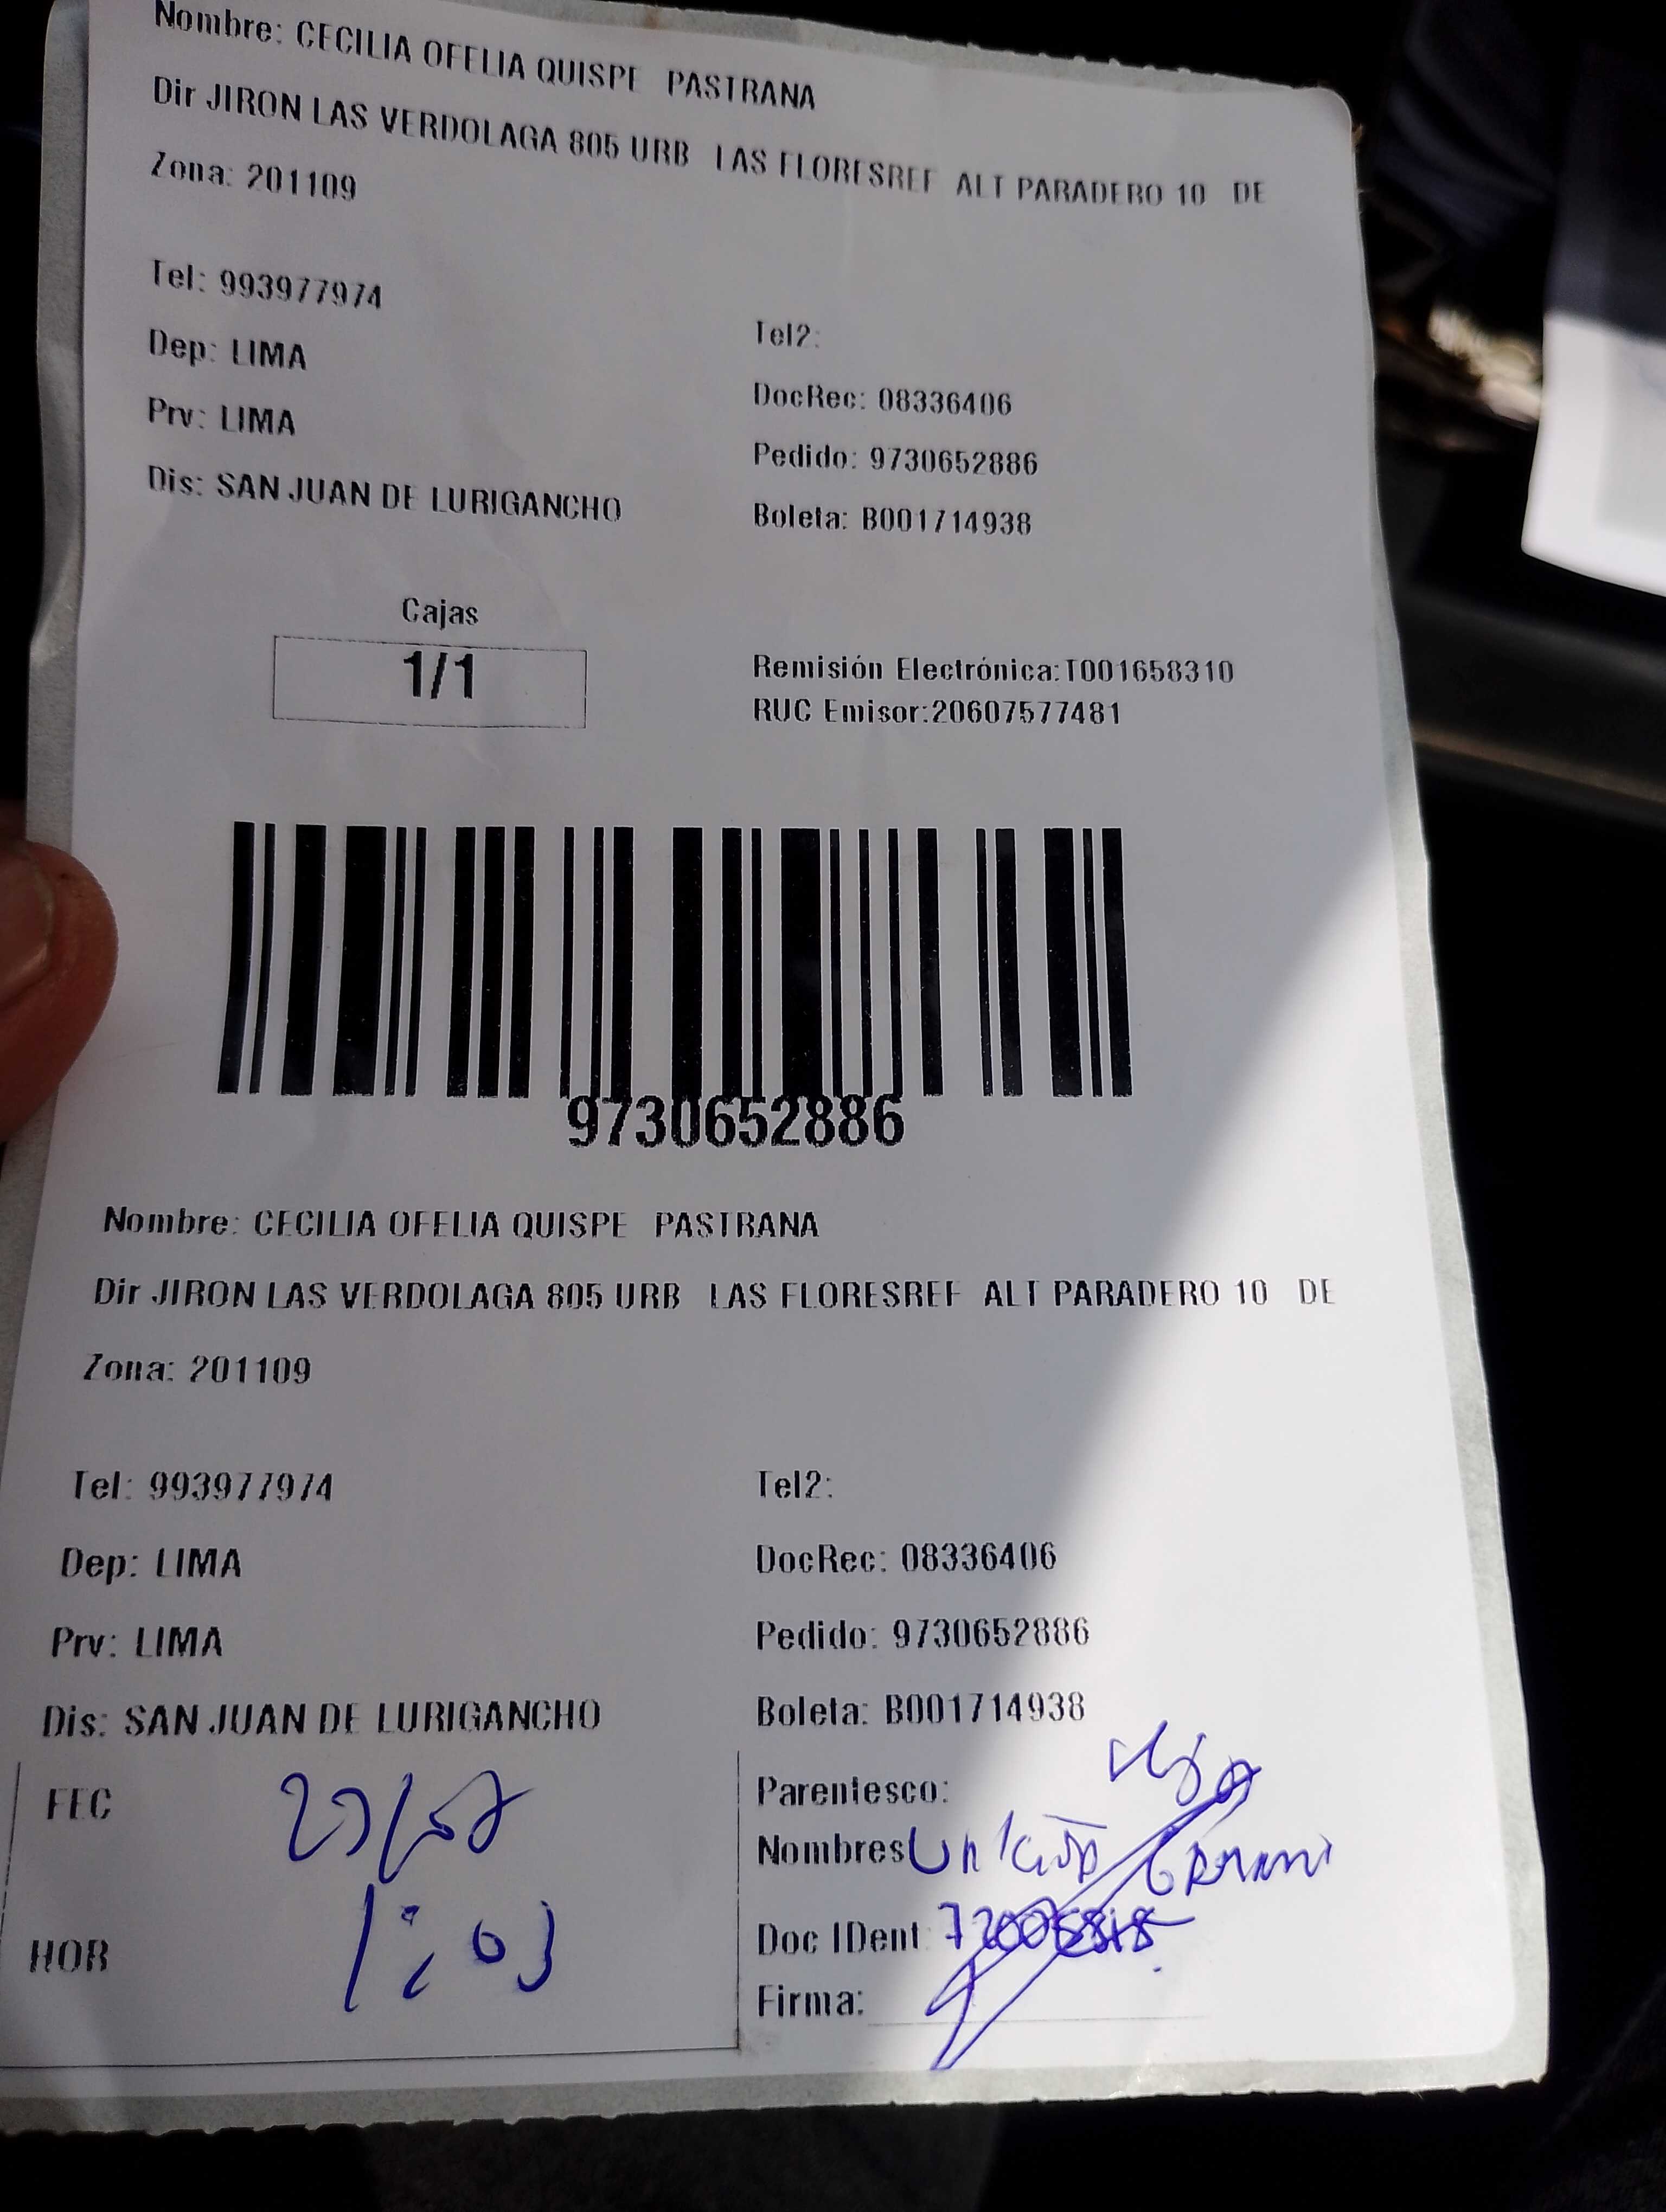 Nombre: CECILIA OFELIA QUISPE PASTRANA
Dir JIRON LAS VERDOLAGA 805 URB LAS FLORESREF ALT PARADERO 10 DE
Zona: 201109
Tel: 993977974
Tel2:
Dep: LIMA
DocRec: 08336406
Prv: LIMA
Pedido: 9730652886
Dis: SAN JUAN DE LURIGANCHO
Boleta: B001714938
Cajas
1/1
Remisión Electrónica:T001658310
RUC Emisor:20607577481
9730652886
Nombre: CECILIA OFELIA QUISPE PASTRANA
Dir JIRON LAS VERDOLAGA 805 URB LAS FLORESREF ALT PARADERO 10 DE
Zona: 201109
Tel: 993977974
Tel2:
Dep: LIMA
DocRec: 08336406
Prv: LIMA
Pedido: 9730652886
Dis: SAN JUAN DE LURIGANCHO
Boleta: B001714938
FEC
Parentesco:
Nombres
HOR 1:03
Doc IDent
Firma: